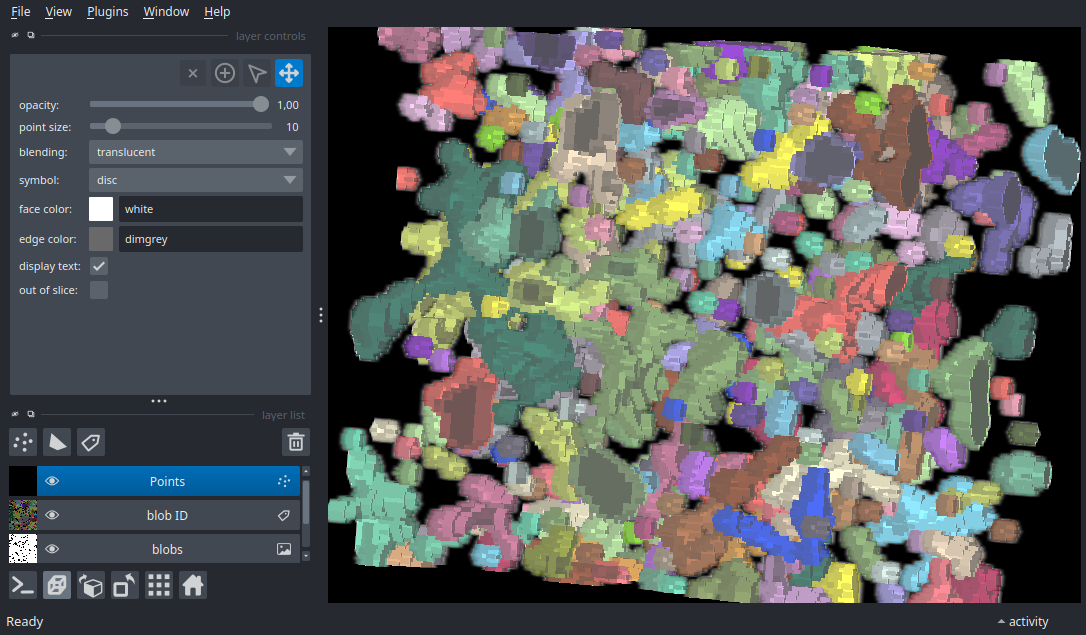 File View Plugins Window Help
layer controls
opacity: 1,00
point size: 10
blending: translucent
symbol: disc
face color: white
edge color: dimgrey
display text:
out of slice:
layer list
Points
blob ID
blobs
Ready
activity